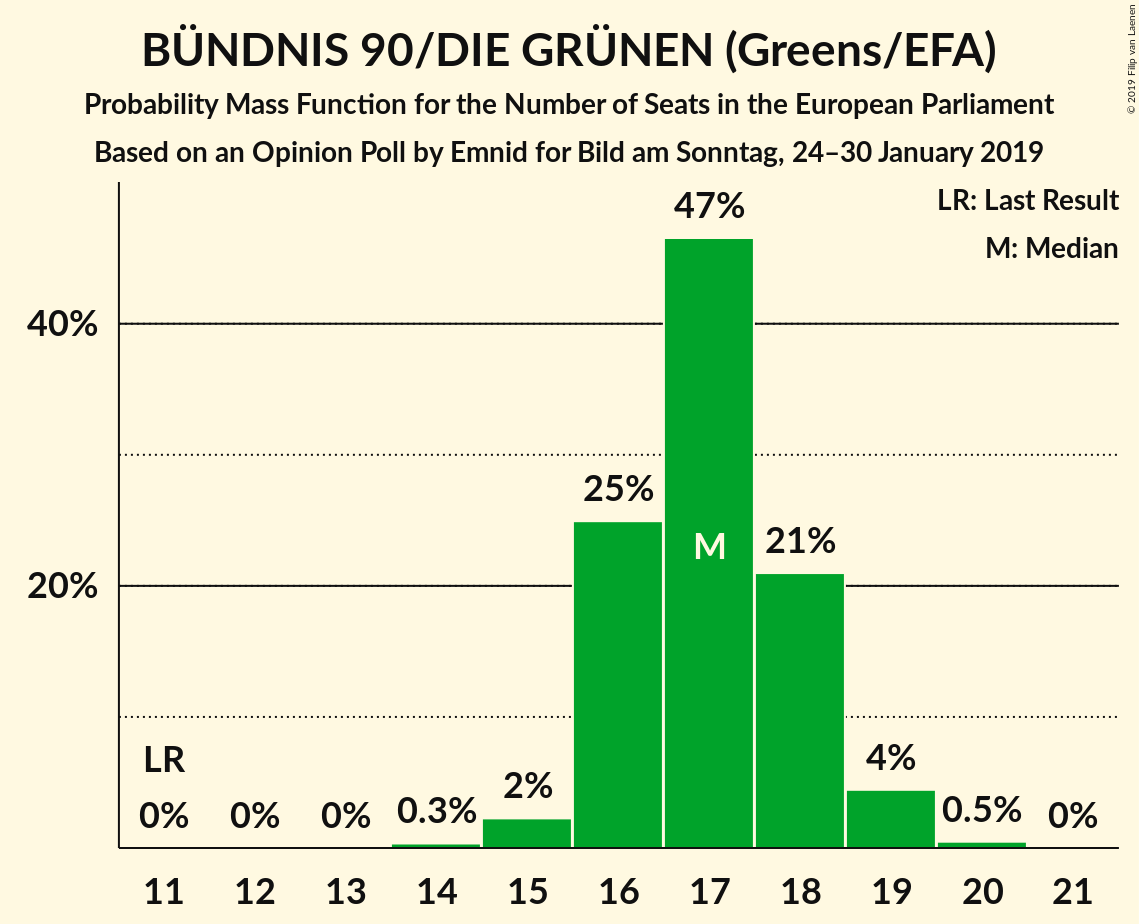 BÜNDNIS 90/DIE GRÜNEN (Greens/EFA)
Probability Mass Function for the Number of Seats in the European Parliament
Based on an Opinion Poll by Emnid for Bild am Sonntag, 24–30 January 2019
© 2019 Filip van Laenen
LR: Last Result
M: Median
47%
40%
25%
M
21%
20%
LR
0%
0%
0%
0.3%
2%
4%
0.5%
0%
11 12 13 14 15 16 17 18 19 20 21